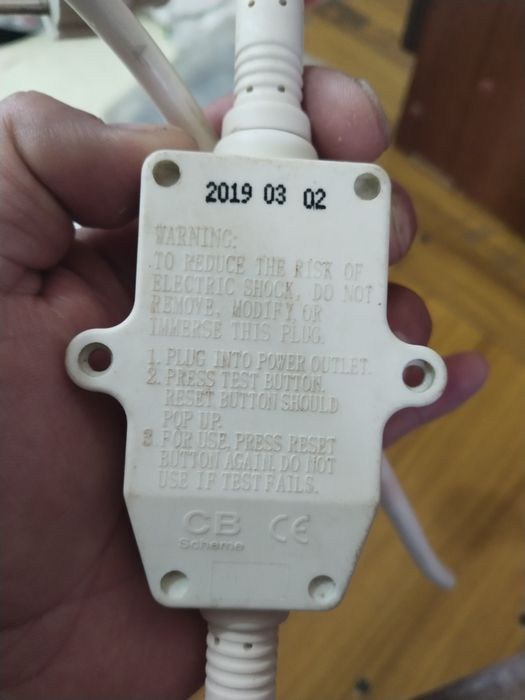 2019 03 02
WARNING:
TO REDUCE THE RISK OF
ELECTRIC SHOCK, DO NOT
REMOVE, MODIFY, OR
IMMERSE THIS PLUG.
1. PLUG INTO POWER OUTLET.
2. PRESS TEST BUTTON,
RESET BUTTON SHOULD
POP UP.
3. FOR USE, PRESS RESET
BUTTON AGAIN, DO NOT
USE IF TEST FAILS.
CB CE
Scheme